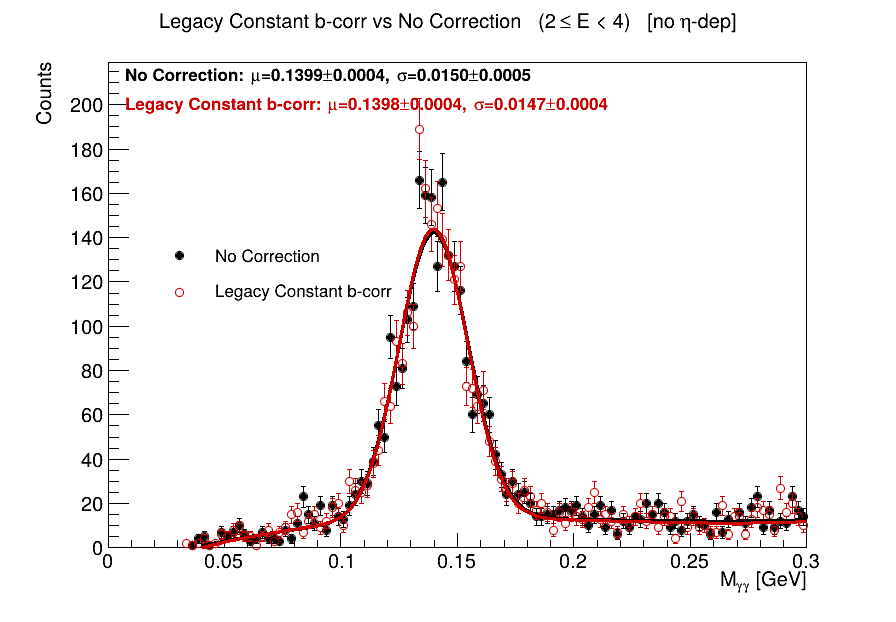 Legacy Constant b-corr vs No Correction (2 ≤ E < 4) [no η-dep]
Counts
No Correction: μ=0.1399±0.0004, σ=0.0150±0.0005
Legacy Constant b-corr: μ=0.1398±0.0004, σ=0.0147±0.0004
200
180
160
140
120
100
80
60
40
20
0
No Correction
Legacy Constant b-corr
0 0.05 0.1 0.15 0.2 0.25 0.3
Mγγ [GeV]